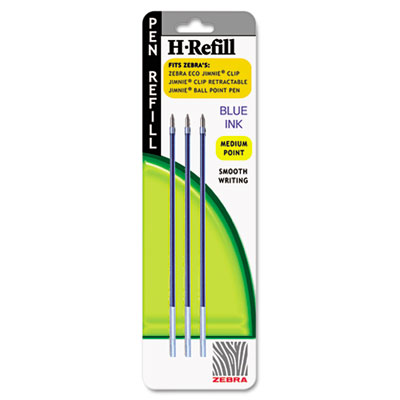 PEN REFILL
H-Refill
FITS ZEBRA'S:
ZEBRA ECO JIMNIE® CLIP
JIMNIE® CLIP RETRACTABLE
JIMNIE® BALL POINT PEN
BLUE
INK
MEDIUM
POINT
SMOOTH
WRITING
ZEBRA